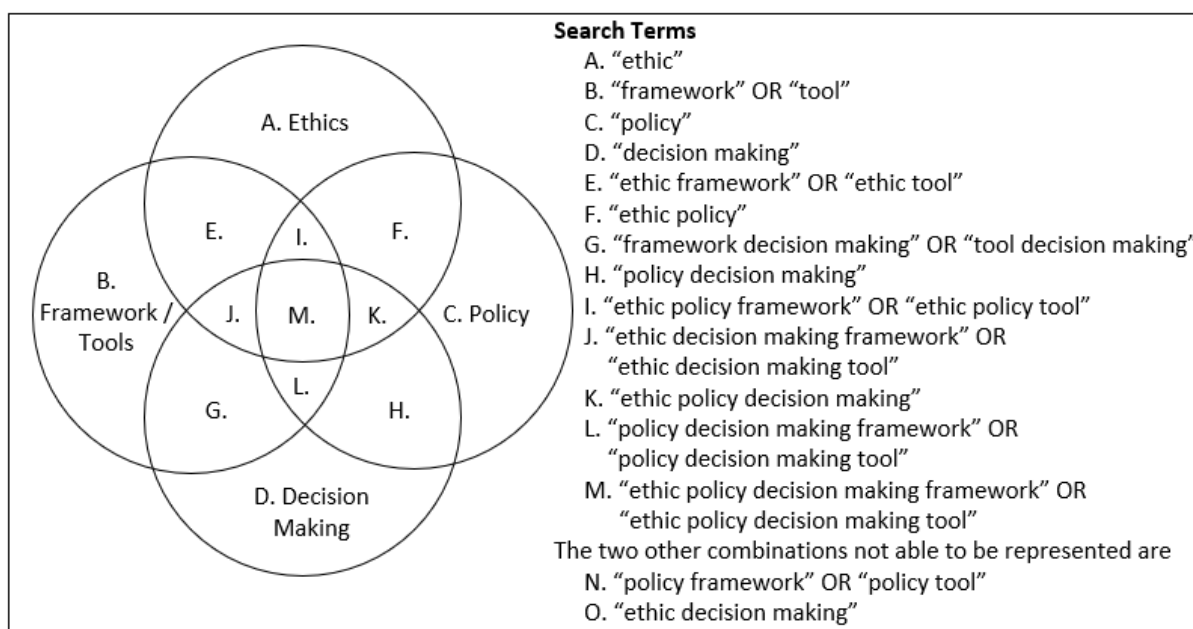 A. Ethics
E.
I.
F.
B.
Framework /
Tools
J.
M.
K.
C. Policy
L.
G.
H.
D. Decision
Making
Search Terms
A. “ethic”
B. “framework” OR “tool”
C. “policy”
D. “decision making”
E. “ethic framework” OR “ethic tool”
F. “ethic policy”
G. “framework decision making” OR “tool decision making”
H. “policy decision making”
I. “ethic policy framework” OR “ethic policy tool”
J. “ethic decision making framework” OR
“ethic decision making tool”
K. “ethic policy decision making”
L. “policy decision making framework” OR
“policy decision making tool”
M. “ethic policy decision making framework” OR
“ethic policy decision making tool”
The two other combinations not able to be represented are
N. “policy framework” OR “policy tool”
O. “ethic decision making”